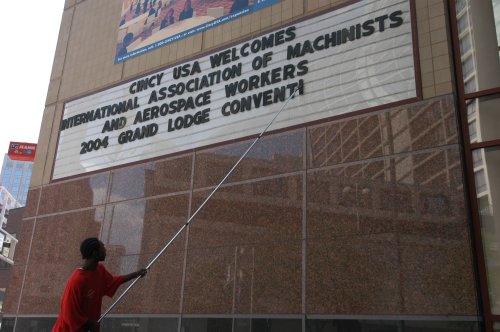 CINCY USA WELCOMES
INTERNATIONAL ASSOCIATION OF MACHINISTS
AND AEROSPACE WORKERS
2004 GRAND LODGE CONVENTI